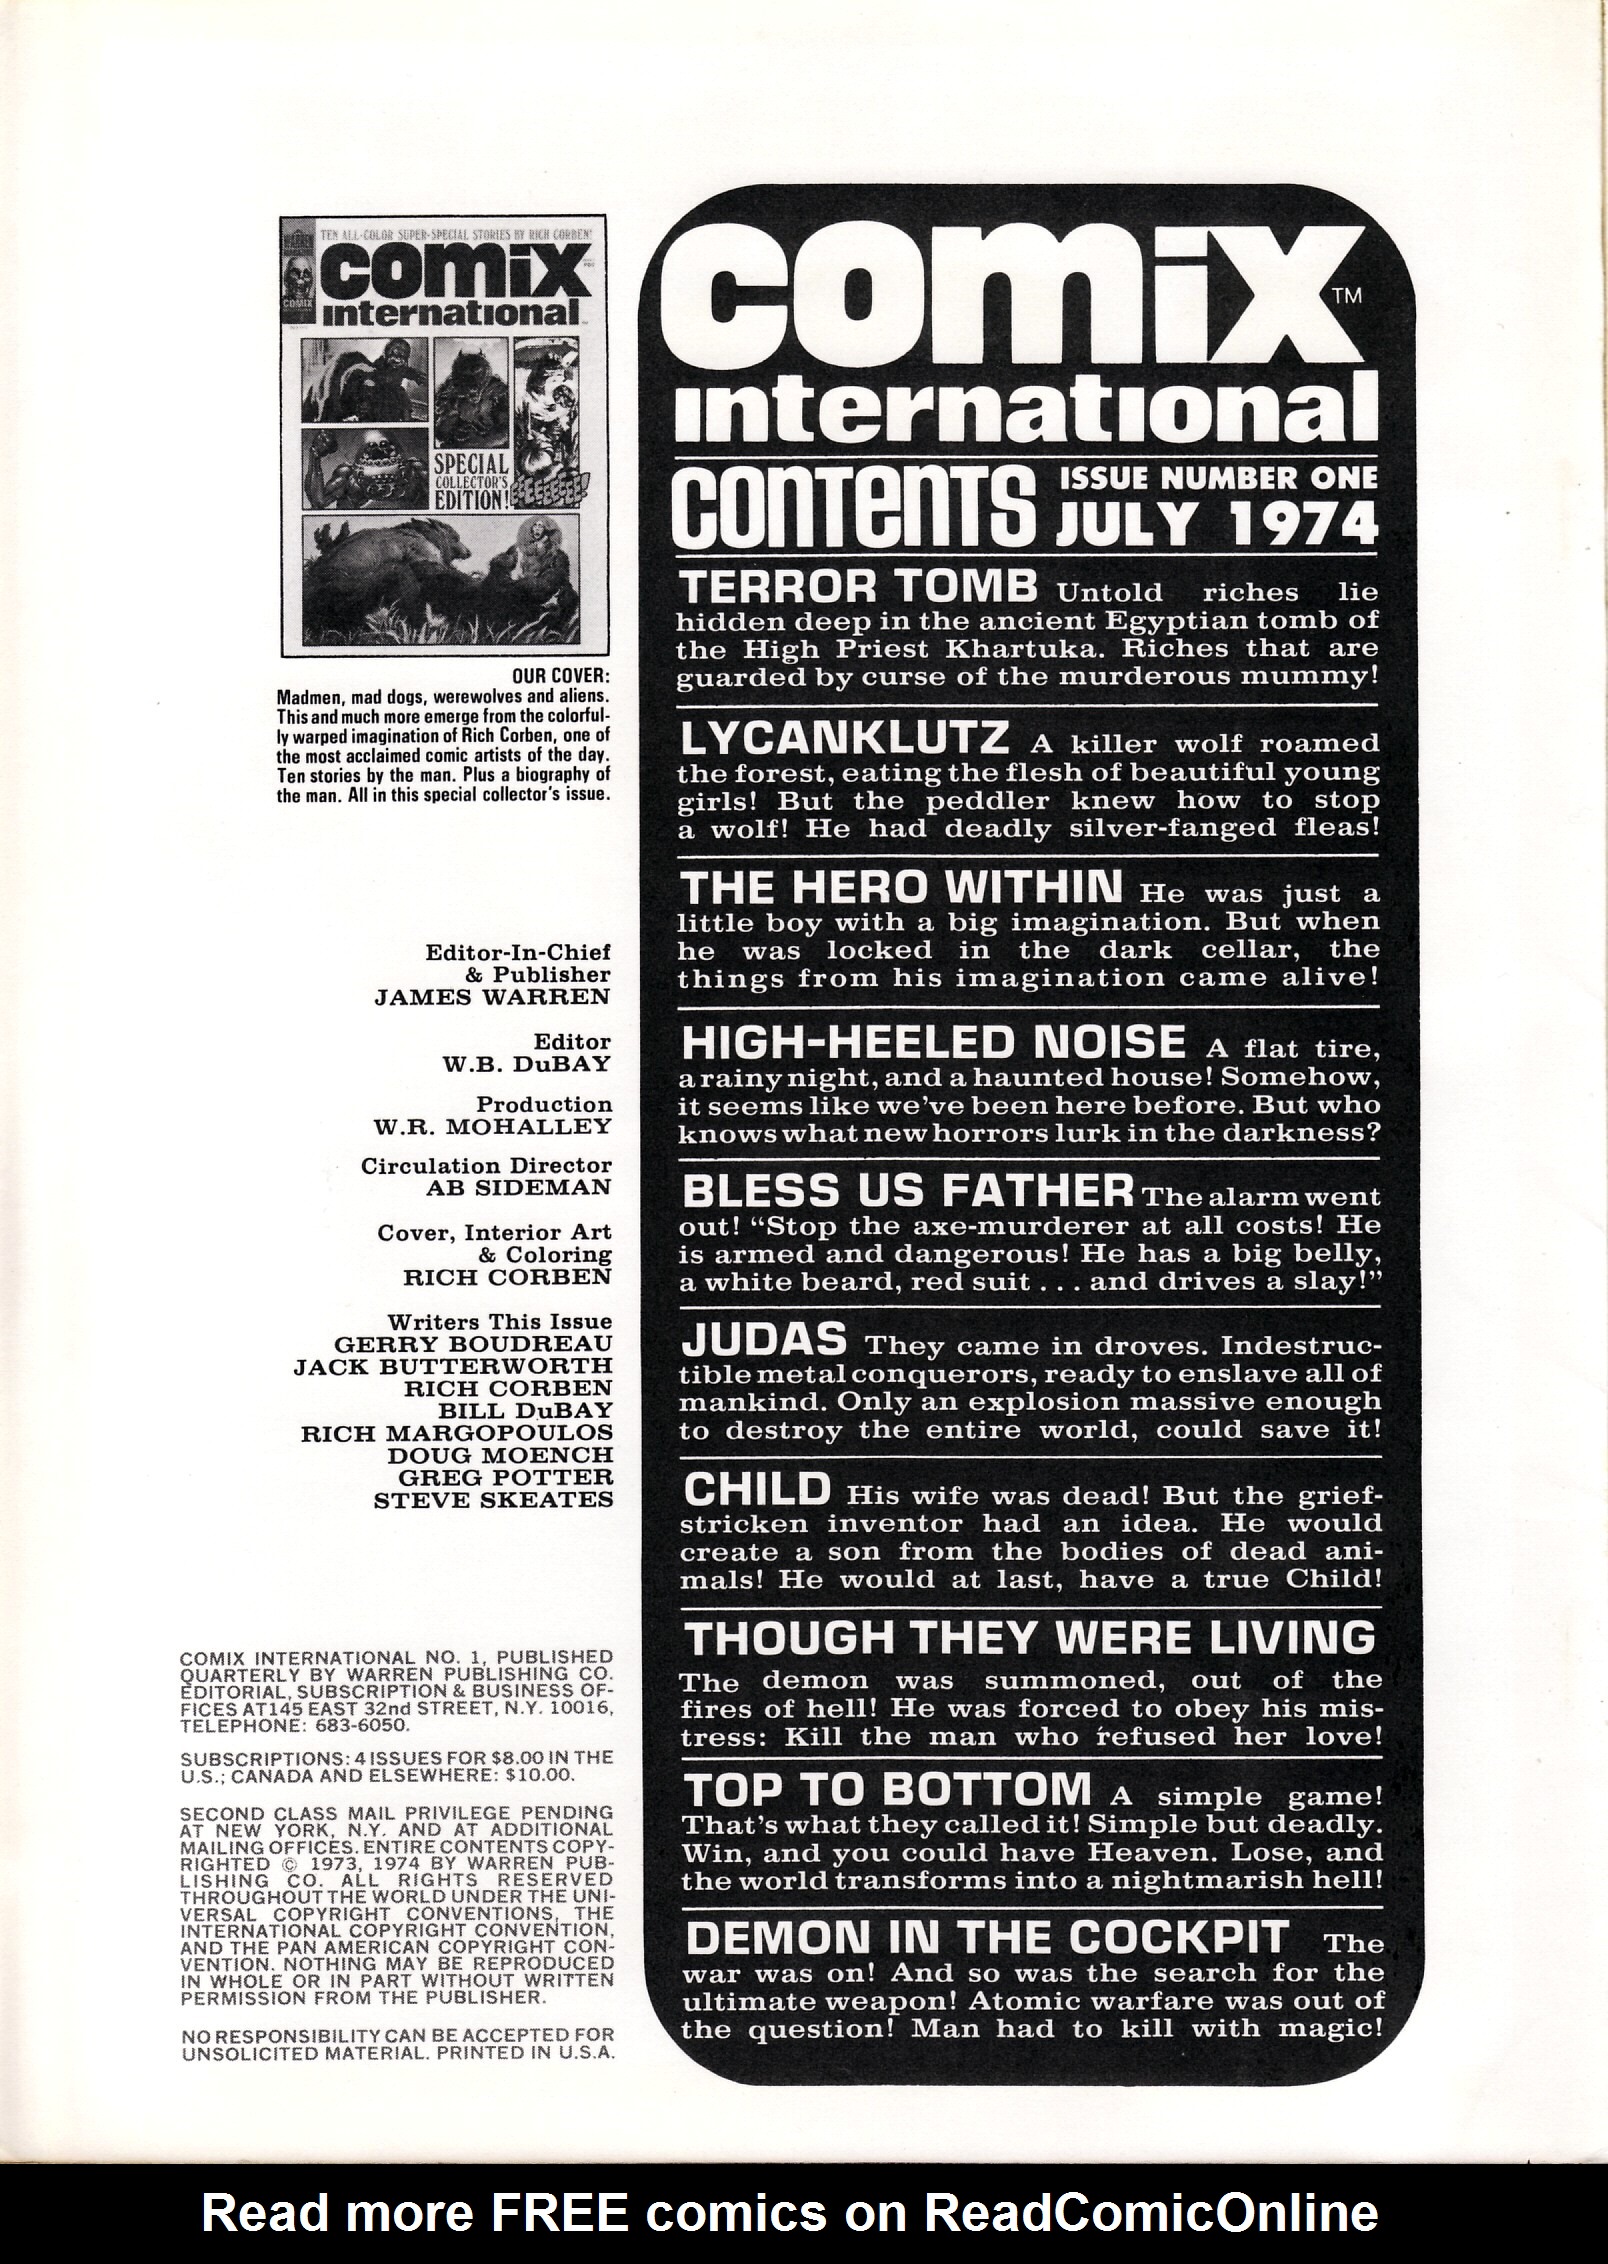 TEN ALL-COLOR SUPER-SPECIAL STORIES BY RICH CORBEN!
WARREN
COMIX
comix
international
SPECIAL
COLLECTOR'S
EDITION!
OUR COVER:
Madmen, mad dogs, werewolves and aliens.
This and much more emerge from the colorful-
ly warped imagination of Rich Corben, one of
the most acclaimed comic artists of the day.
Ten stories by the man. Plus a biography of
the man. All in this special collector's issue.
Editor-In-Chief
& Publisher
JAMES WARREN
Editor
W.B. DuBAY
Production
W.R. MOHALLEY
Circulation Director
AB SIDEMAN
Cover, Interior Art
& Coloring
RICH CORBEN
Writers This Issue
GERRY BOUDREAU
JACK BUTTERWORTH
RICH CORBEN
BILL DuBAY
RICH MARGOPOULOS
DOUG MOENCH
GREG POTTER
STEVE SKEATES
COMIX INTERNATIONAL NO. 1, PUBLISHED
QUARTERLY BY WARREN PUBLISHING CO.
EDITORIAL, SUBSCRIPTION & BUSINESS OF-
FICES AT 145 EAST 32nd STREET, N.Y. 10016,
TELEPHONE: 683-6050.
SUBSCRIPTIONS: 4 ISSUES FOR $8.00 IN THE
U.S.; CANADA AND ELSEWHERE: $10.00.
SECOND CLASS MAIL PRIVILEGE PENDING
AT NEW YORK, N.Y. AND AT ADDITIONAL
MAILING OFFICES. ENTIRE CONTENTS COPY-
RIGHTED © 1973, 1974 BY WARREN PUB-
LISHING CO. ALL RIGHTS RESERVED
THROUGHOUT THE WORLD UNDER THE UNI-
VERSAL COPYRIGHT CONVENTIONS, THE
INTERNATIONAL COPYRIGHT CONVENTION,
AND THE PAN AMERICAN COPYRIGHT CON-
VENTION. NOTHING MAY BE REPRODUCED
IN WHOLE OR IN PART WITHOUT WRITTEN
PERMISSION FROM THE PUBLISHER.
NO RESPONSIBILITY CAN BE ACCEPTED FOR
UNSOLICITED MATERIAL. PRINTED IN U.S.A.
comix TM
international
CONTENTS ISSUE NUMBER ONE
JULY 1974
TERROR TOMB Untold riches lie
hidden deep in the ancient Egyptian tomb of
the High Priest Khartuka. Riches that are
guarded by curse of the murderous mummy!
LYCANKLUTZ A killer wolf roamed
the forest, eating the flesh of beautiful young
girls! But the peddler knew how to stop
a wolf! He had deadly silver-fanged fleas!
THE HERO WITHIN He was just a
little boy with a big imagination. But when
he was locked in the dark cellar, the
things from his imagination came alive!
HIGH-HEELED NOISE A flat tire,
a rainy night, and a haunted house! Somehow,
it seems like we've been here before. But who
knows what new horrors lurk in the darkness?
BLESS US FATHER The alarm went
out! “Stop the axe-murderer at all costs! He
is armed and dangerous! He has a big belly,
a white beard, red suit . . . and drives a slay!”
JUDAS They came in droves. Indestruc-
tible metal conquerors, ready to enslave all of
mankind. Only an explosion massive enough
to destroy the entire world, could save it!
CHILD His wife was dead! But the grief-
stricken inventor had an idea. He would
create a son from the bodies of dead ani-
mals! He would at last, have a true Child!
THOUGH THEY WERE LIVING
The demon was summoned, out of the
fires of hell! He was forced to obey his mis-
tress: Kill the man who refused her love!
TOP TO BOTTOM A simple game!
That's what they called it! Simple but deadly.
Win, and you could have Heaven. Lose, and
the world transforms into a nightmarish hell!
DEMON IN THE COCKPIT The
war was on! And so was the search for the
ultimate weapon! Atomic warfare was out of
the question! Man had to kill with magic!
Read more FREE comics on ReadComicOnline